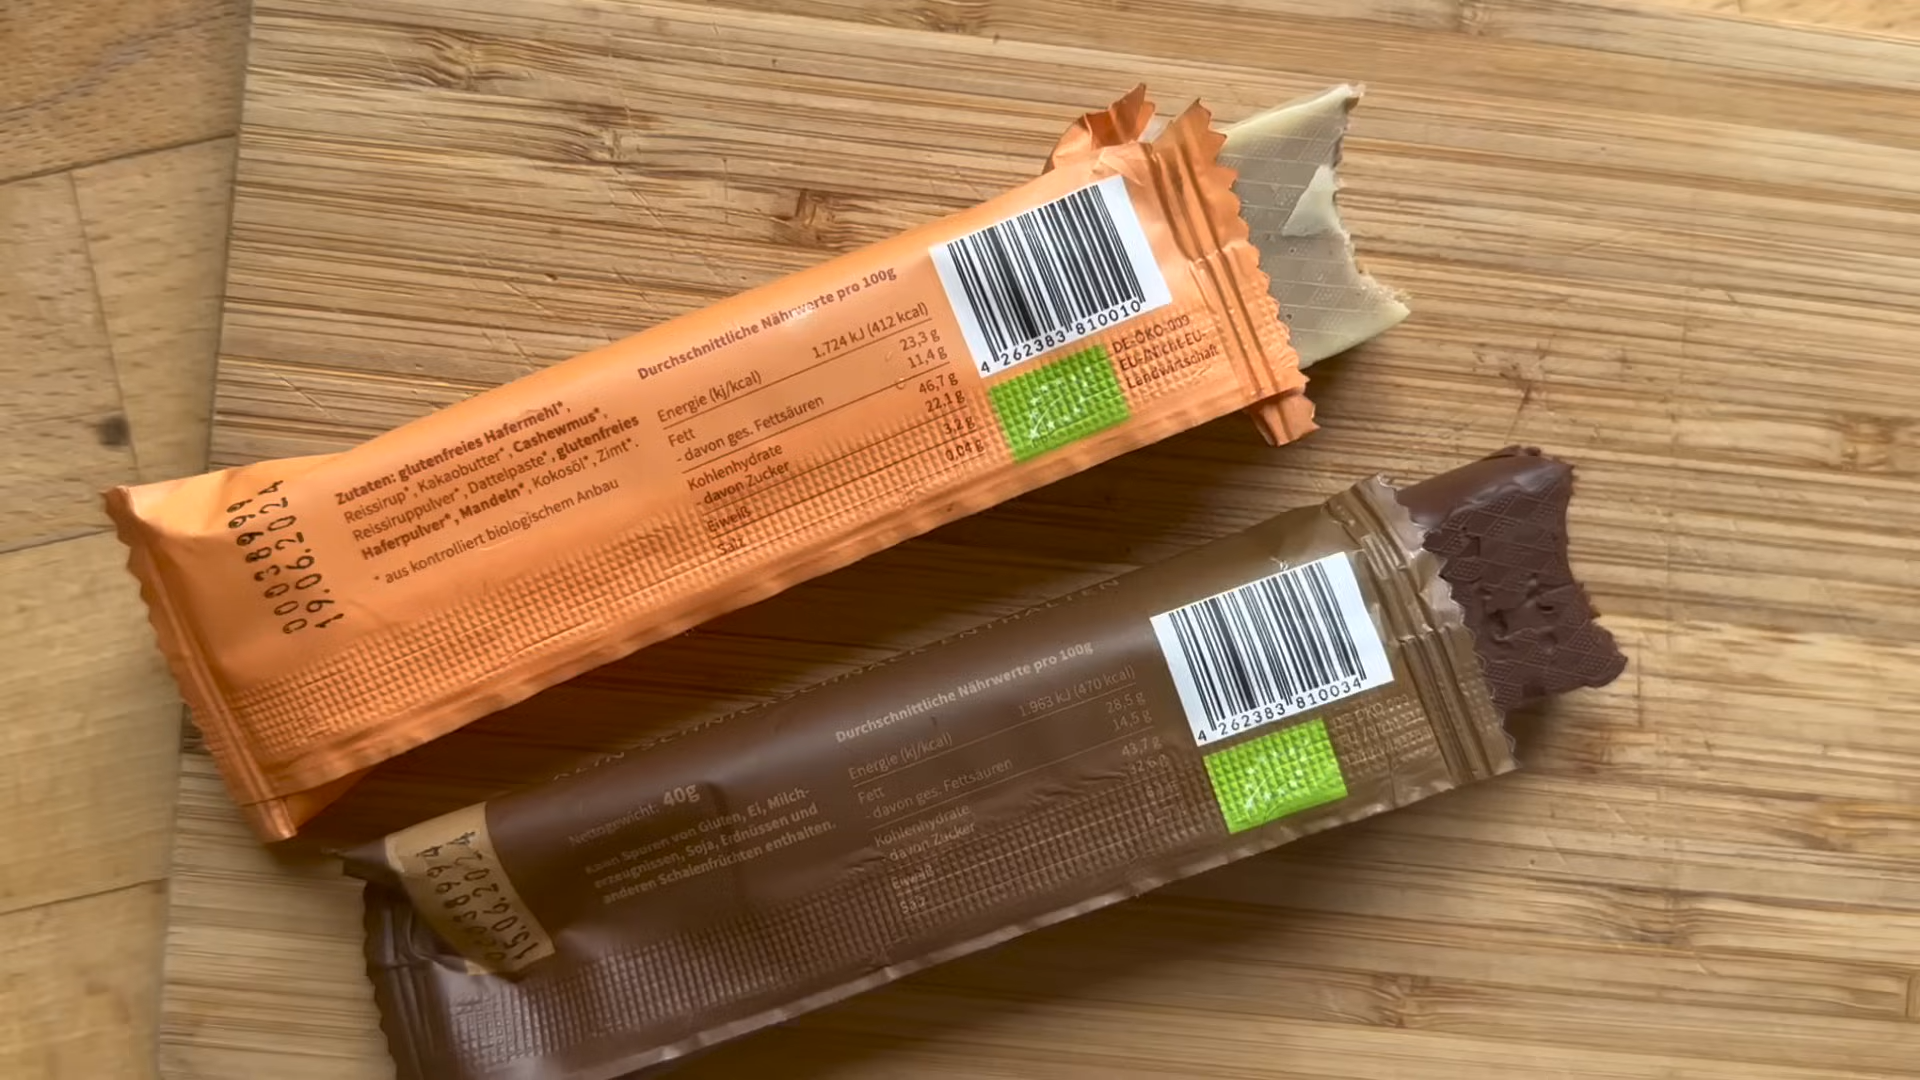 00038999
19.06.2024
Zutaten: glutenfreies Hafermehl*,
Reissirup*, Kakaobutter*, Cashewmus*,
Reissiruppulver*, Dattelpaste*, glutenfreies
Haferpulver*, Mandeln*, Kokosöl*, Zimt*.
* aus kontrolliert biologischem Anbau
Durchschnittliche Nährwerte pro 100g
Energie (kj/kcal) 1.724 kJ (412 kcal)
Fett 23,3 g
- davon ges. Fettsäuren 11,4 g
Kohlenhydrate 46,7 g
- davon Zucker 22,1 g
Eiweiß 3,2 g
Salz 0,04 g
4 262383 810010
DE-ÖKO-009
EU-/Nicht-EU-
Landwirtschaft
15.04.2024
Nettogewicht: 40g
Kann Spuren von Gluten, Ei, Milch-
erzeugnissen, Soja, Erdnüssen und
anderen Schalenfrüchten enthalten.
Durchschnittliche Nährwerte pro 100g
Energie (kj/kcal) 1.963 kJ (470 kcal)
Fett 28,5 g
- davon ges. Fettsäuren 14,5 g
Kohlenhydrate 43,7 g
- davon Zucker
Eiweiß
Salz
4 262383 810034